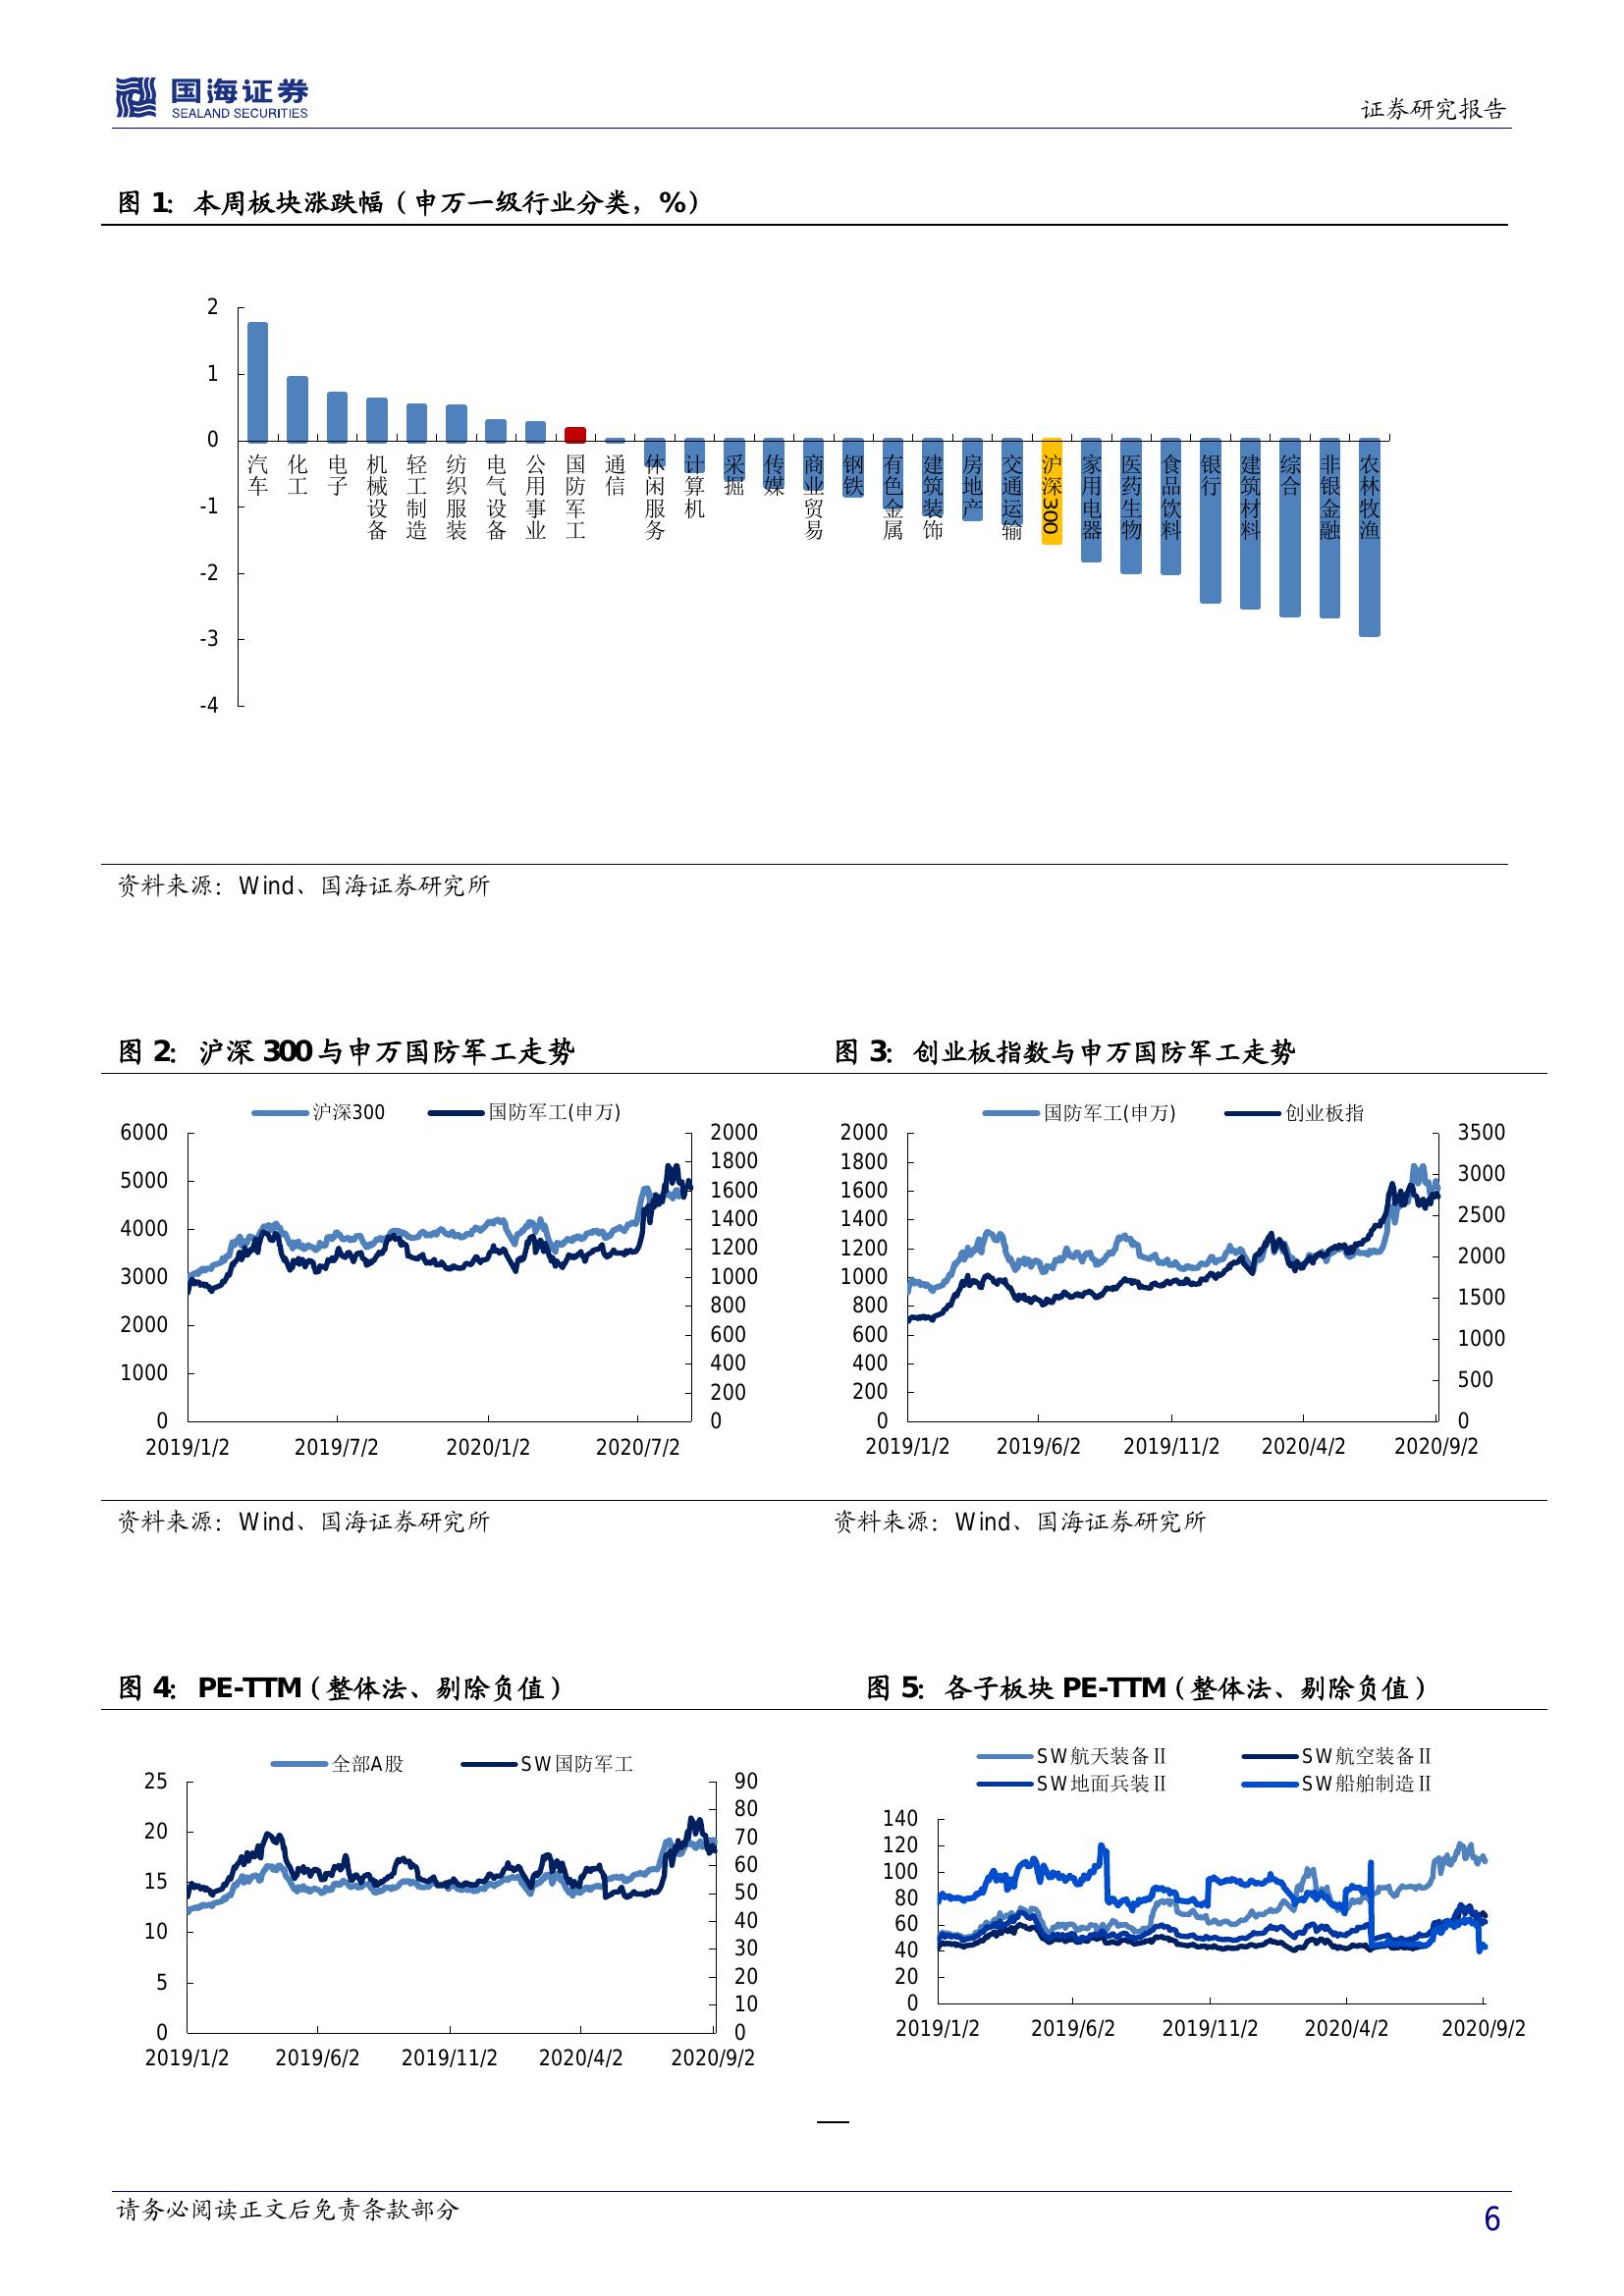 国海证券
SEALAND SECURITIES
证券研究报告
图 1：本周板块涨跌幅（申万一级行业分类，%）
2
1
0
-1
-2
-3
-4
汽车
化工
电子
机械设备
轻工制造
纺织服装
电气设备
公用事业
国防军工
通信
休闲服务
计算机
采掘
传媒
商业贸易
钢铁
有色金属
建筑装饰
房地产
交通运输
沪深300
家用电器
医药生物
食品饮料
银行
建筑材料
综合
非银金融
农林牧渔
资料来源：Wind、国海证券研究所
图 2：沪深 300 与申万国防军工走势
沪深300 国防军工(申万)
6000
5000
4000
3000
2000
1000
0
2000
1800
1600
1400
1200
1000
800
600
400
200
0
2019/1/2 2019/7/2 2020/1/2 2020/7/2
资料来源：Wind、国海证券研究所
图 3：创业板指数与申万国防军工走势
国防军工(申万) 创业板指
2000
1800
1600
1400
1200
1000
800
600
400
200
0
3500
3000
2500
2000
1500
1000
500
0
2019/1/2 2019/6/2 2019/11/2 2020/4/2 2020/9/2
资料来源：Wind、国海证券研究所
图 4：PE-TTM（整体法、剔除负值）
全部A股 SW国防军工
25
20
15
10
5
0
90
80
70
60
50
40
30
20
10
0
2019/1/2 2019/6/2 2019/11/2 2020/4/2 2020/9/2
图 5：各子板块 PE-TTM（整体法、剔除负值）
SW航天装备Ⅱ SW航空装备Ⅱ
SW地面兵装Ⅱ SW船舶制造Ⅱ
140
120
100
80
60
40
20
0
2019/1/2 2019/6/2 2019/11/2 2020/4/2 2020/9/2
请务必阅读正文后免责条款部分
6